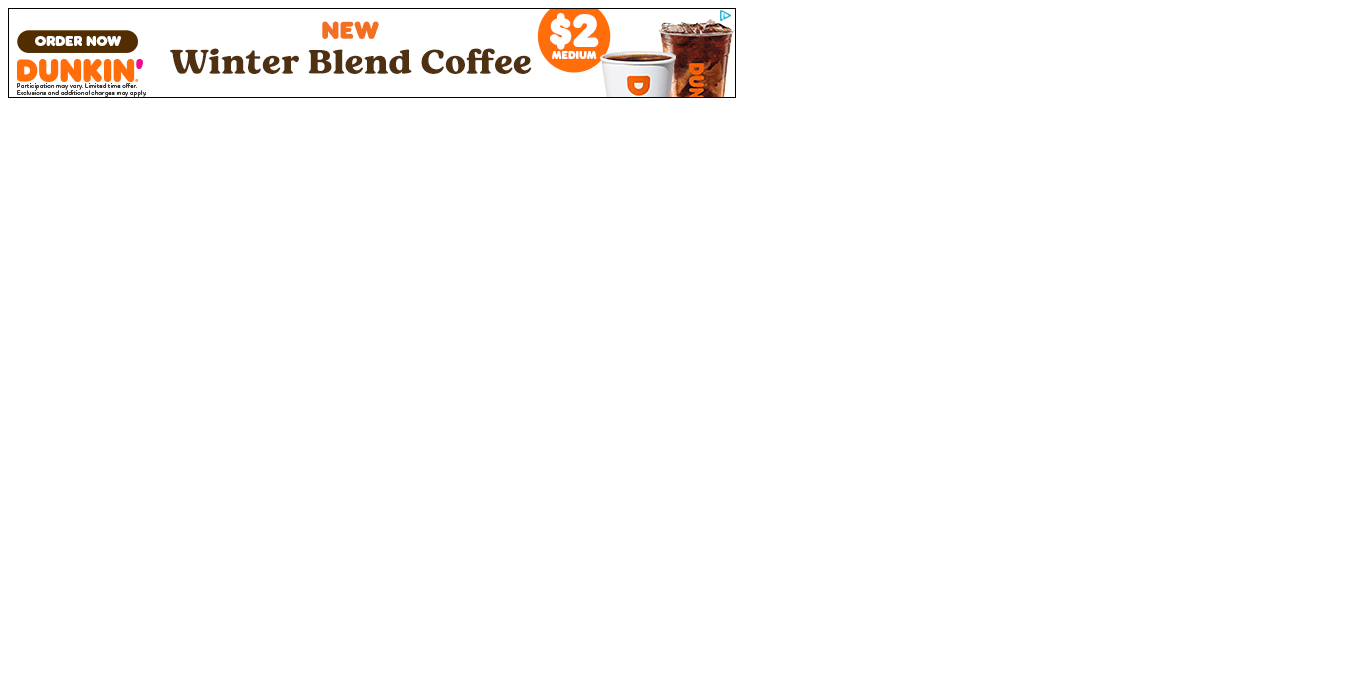 ORDER NOW
DUNKIN'
Participation may vary. Limited time offer.
Exclusions and additional charges may apply.
NEW
Winter Blend Coffee
$2
MEDIUM
D
DUN